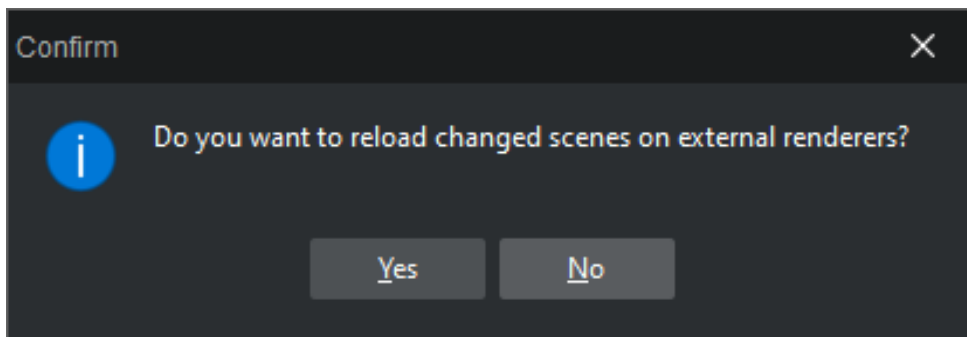 Confirm
Do you want to reload changed scenes on external renderers?
Yes
No